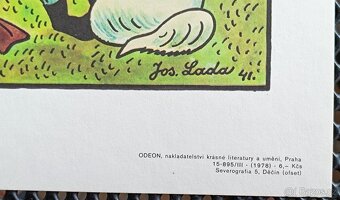 Jos. Lada 41.
ODEON, nakladatelství krásné literatury a umění, Praha
15-895/III - (1978) - 6,– Kčs
Severografia 5, Děčín (ofset)